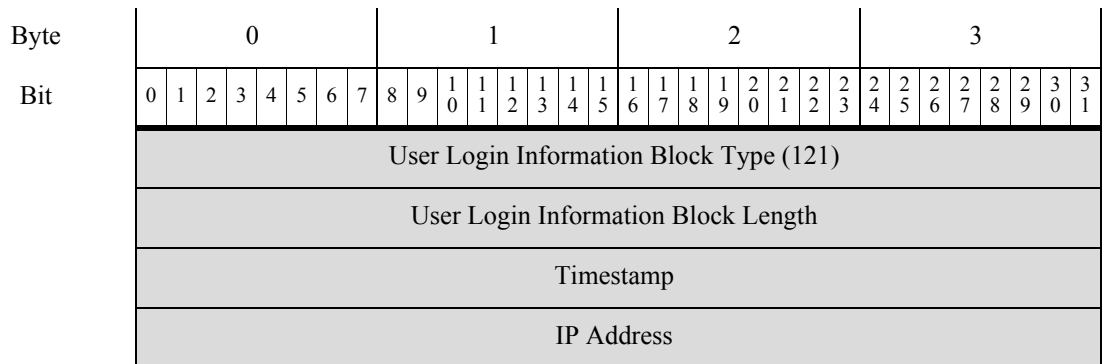 Byte 0 1 2 3
Bit 0 1 2 3 4 5 6 7 8 9 10 11 12 13 14 15 16 17 18 19 20 21 22 23 24 25 26 27 28 29 30 31
User Login Information Block Type (121)
User Login Information Block Length
Timestamp
IP Address